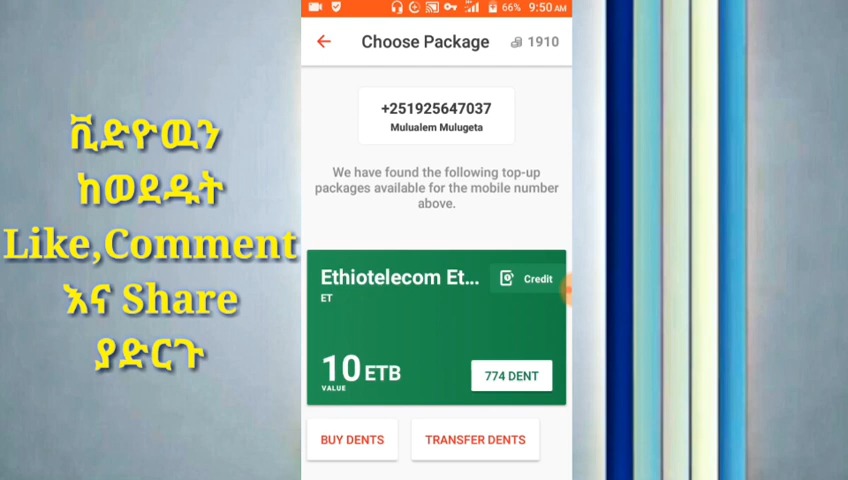 ቪድዮዉን
ከወደዱት
Like,Comment
እና Share
ያድርጉ
66% 9:50 AM
Choose Package 1910
+251925647037
Mulualem Mulugeta
We have found the following top-up
packages available for the mobile number
above.
Ethiotelecom Et... Credit
ET
10 ETB
VALUE
774 DENT
BUY DENTS TRANSFER DENTS